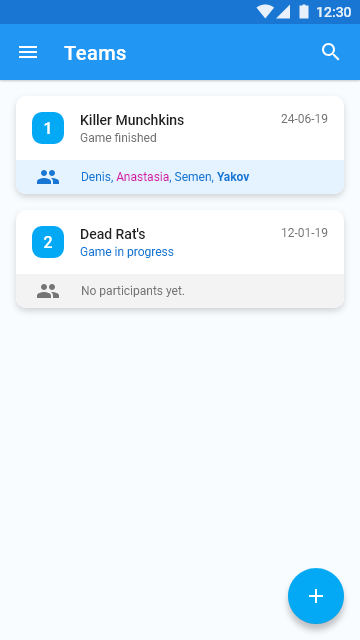 12:30
Teams
1
Killer Munchkins
24-06-19
Game finished
Denis, Anastasia, Semen, Yakov
2
Dead Rat's
12-01-19
Game in progress
No participants yet.